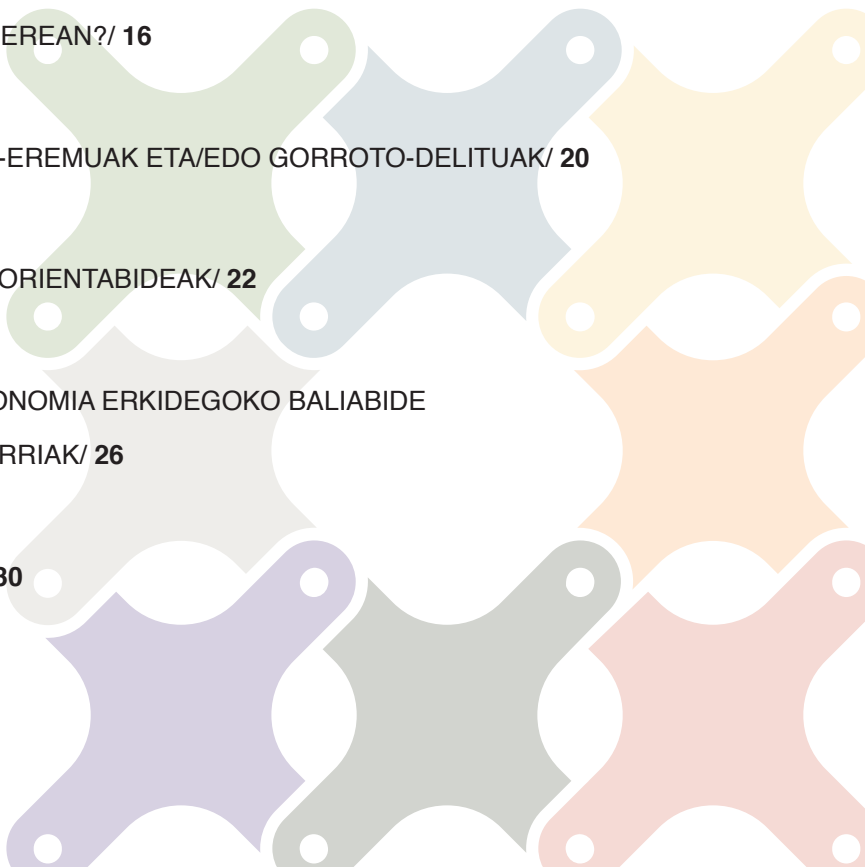 EREAN?/ 16
-EREMUAK ETA/EDO GORROTO-DELITUAK/ 20
ORIENTABIDEAK/ 22
ONOMIA ERKIDEGOKO BALIABIDE
RRIAK/ 26
30